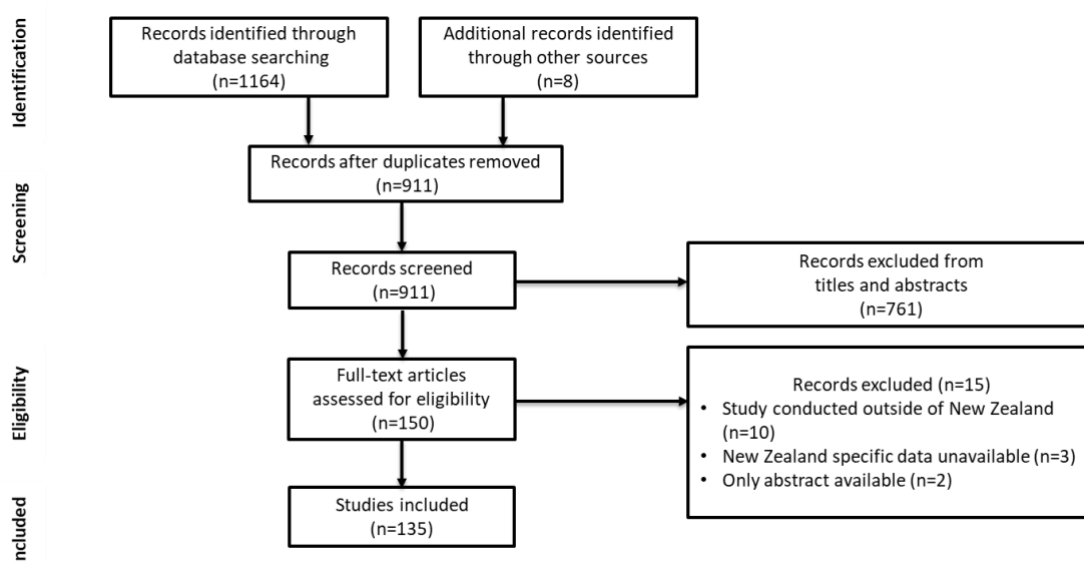 Identification
Records identified through
database searching
(n=1164)
Additional records identified
through other sources
(n=8)
Records after duplicates removed
(n=911)
Screening
Records screened
(n=911)
Records excluded from
titles and abstracts
(n=761)
Eligibility
Full-text articles
assessed for eligibility
(n=150)
Records excluded (n=15)
• Study conducted outside of New Zealand
(n=10)
• New Zealand specific data unavailable (n=3)
• Only abstract available (n=2)
ncluded
Studies included
(n=135)